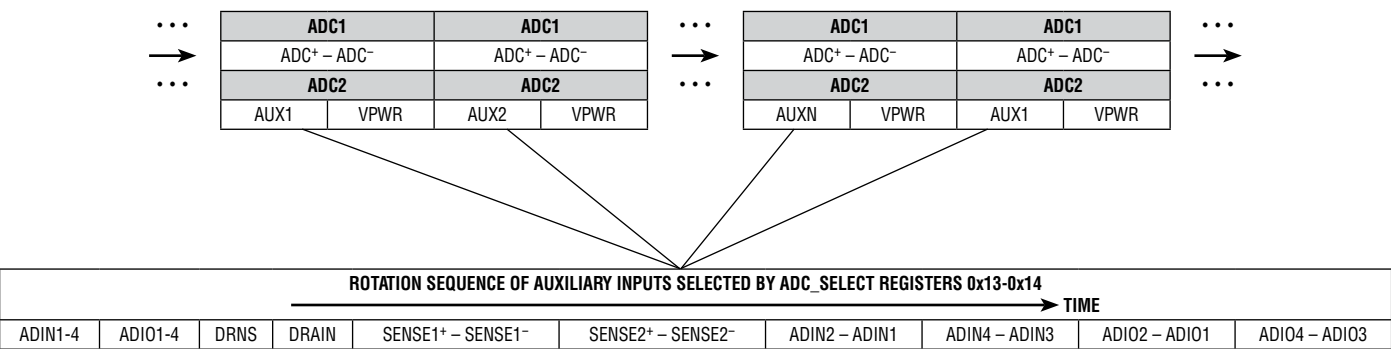 • • • ADC1 ADC1 • • • ADC1 ADC1 • • •
ADC⁺ – ADC⁻ ADC⁺ – ADC⁻ ADC⁺ – ADC⁻ ADC⁺ – ADC⁻
• • • ADC2 ADC2 • • • ADC2 ADC2 • • •
AUX1 VPWR AUX2 VPWR AUXN VPWR AUX1 VPWR
ROTATION SEQUENCE OF AUXILIARY INPUTS SELECTED BY ADC_SELECT REGISTERS 0x13-0x14
TIME
ADIN1-4 ADIO1-4 DRNS DRAIN SENSE1⁺ – SENSE1⁻ SENSE2⁺ – SENSE2⁻ ADIN2 – ADIN1 ADIN4 – ADIN3 ADIO2 – ADIO1 ADIO4 – ADIO3